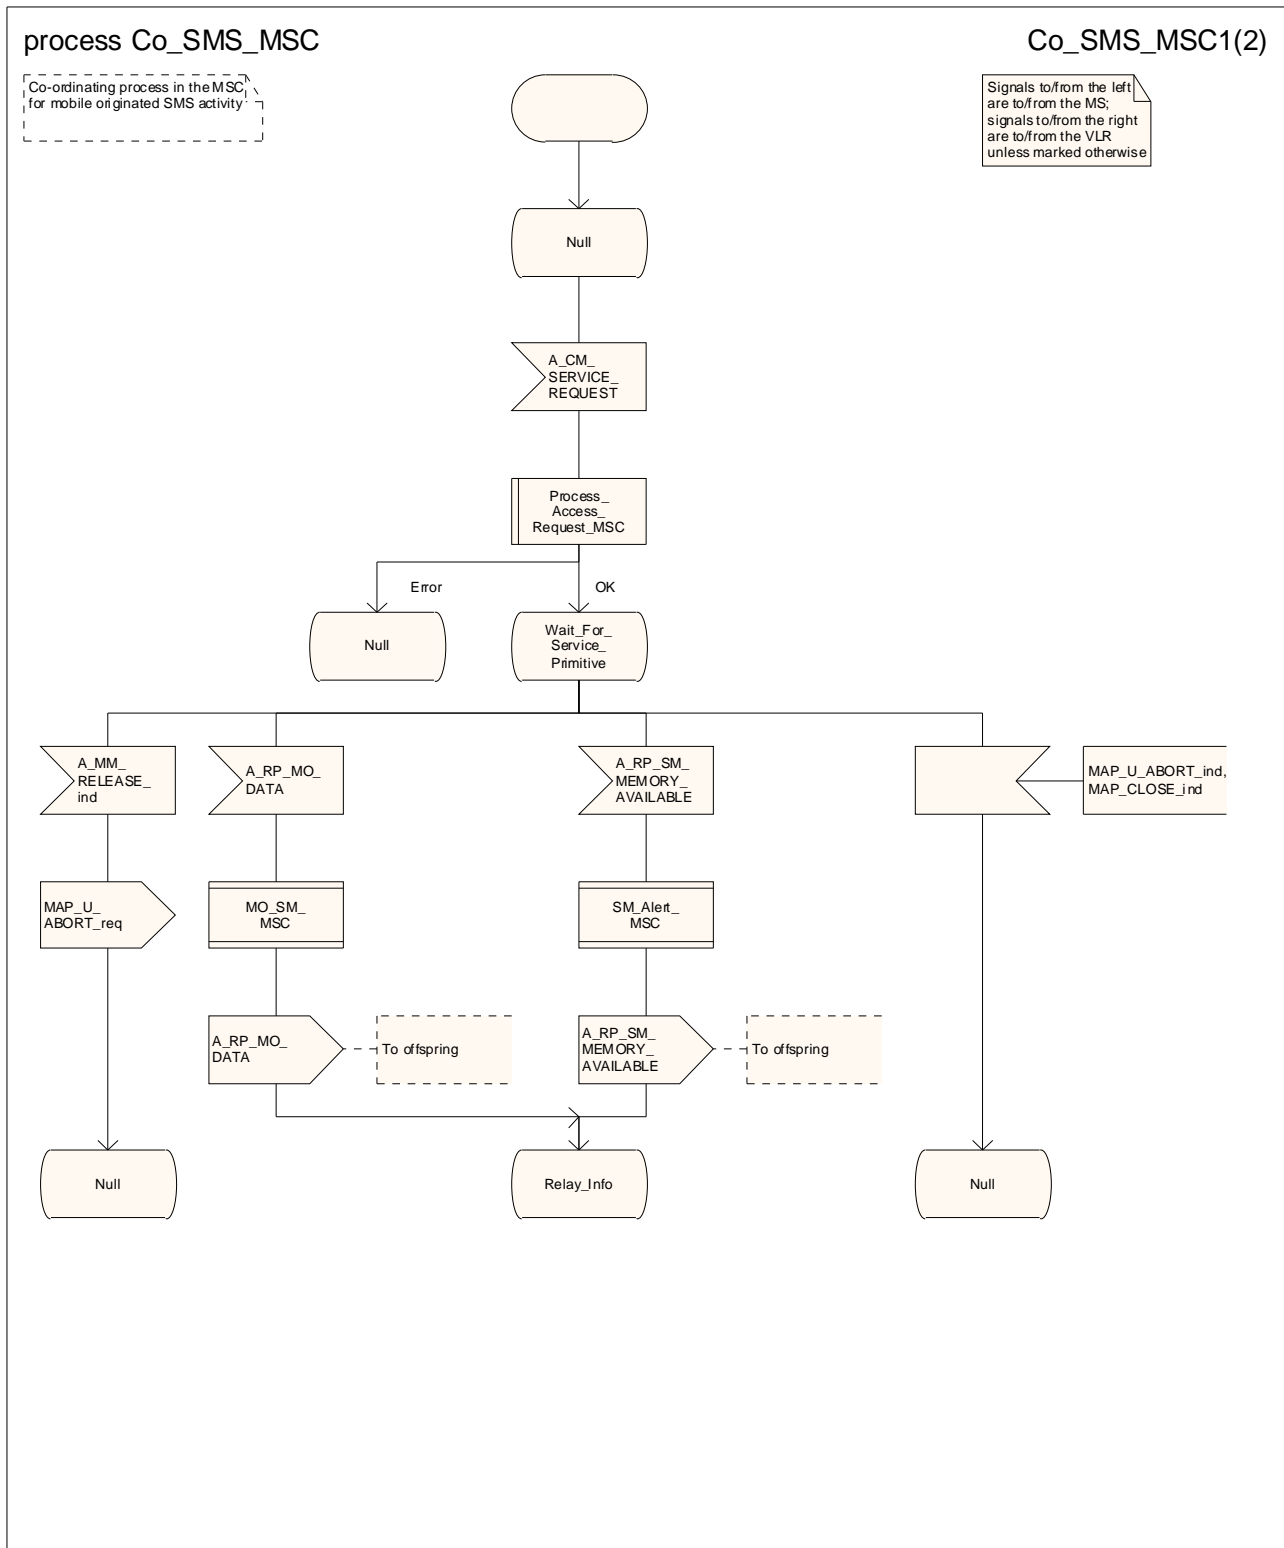 process Co_SMS_MSC
Co_SMS_MSC1(2)
Co-ordinating process in the MSC
for mobile originated SMS activity
Signals to/from the left
are to/from the MS;
signals to/from the right
are to/from the VLR
unless marked otherwise
Null
A_CM_
SERVICE_
REQUEST
Process_
Access_
Request_MSC
Error
OK
Null
Wait_For_
Service_
Primitive
A_MM_
RELEASE_
ind
A_RP_MO_
DATA
A_RP_SM_
MEMORY_
AVAILABLE
MAP_U_ABORT_ind,
MAP_CLOSE_ind
MAP_U_
ABORT_req
MO_SM_
MSC
SM_Alert_
MSC
A_RP_MO_
DATA
To offspring
A_RP_SM_
MEMORY_
AVAILABLE
To offspring
Null
Relay_Info
Null